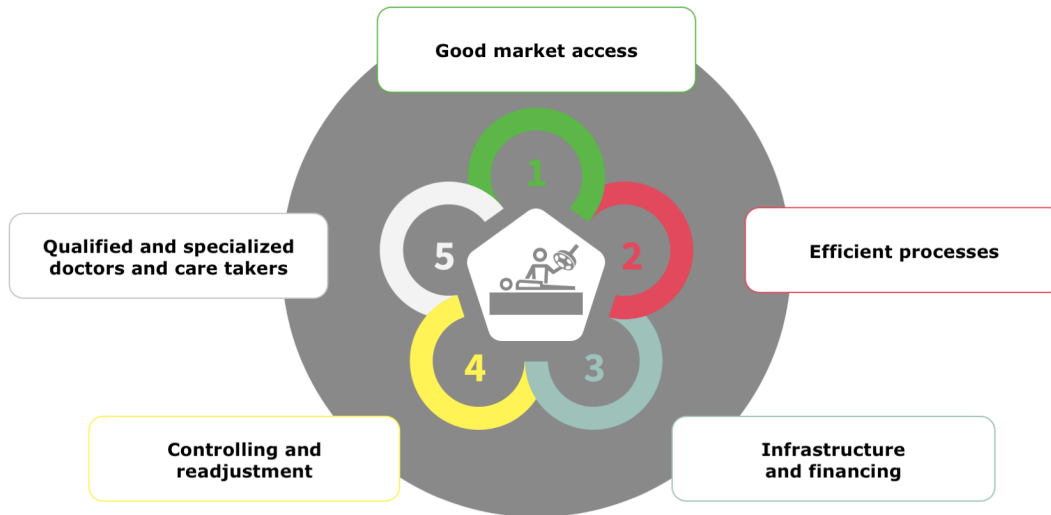 Good market access
1
5
2
Qualified and specialized
doctors and care takers
Efficient processes
4
3
Controlling and
readjustment
Infrastructure
and financing